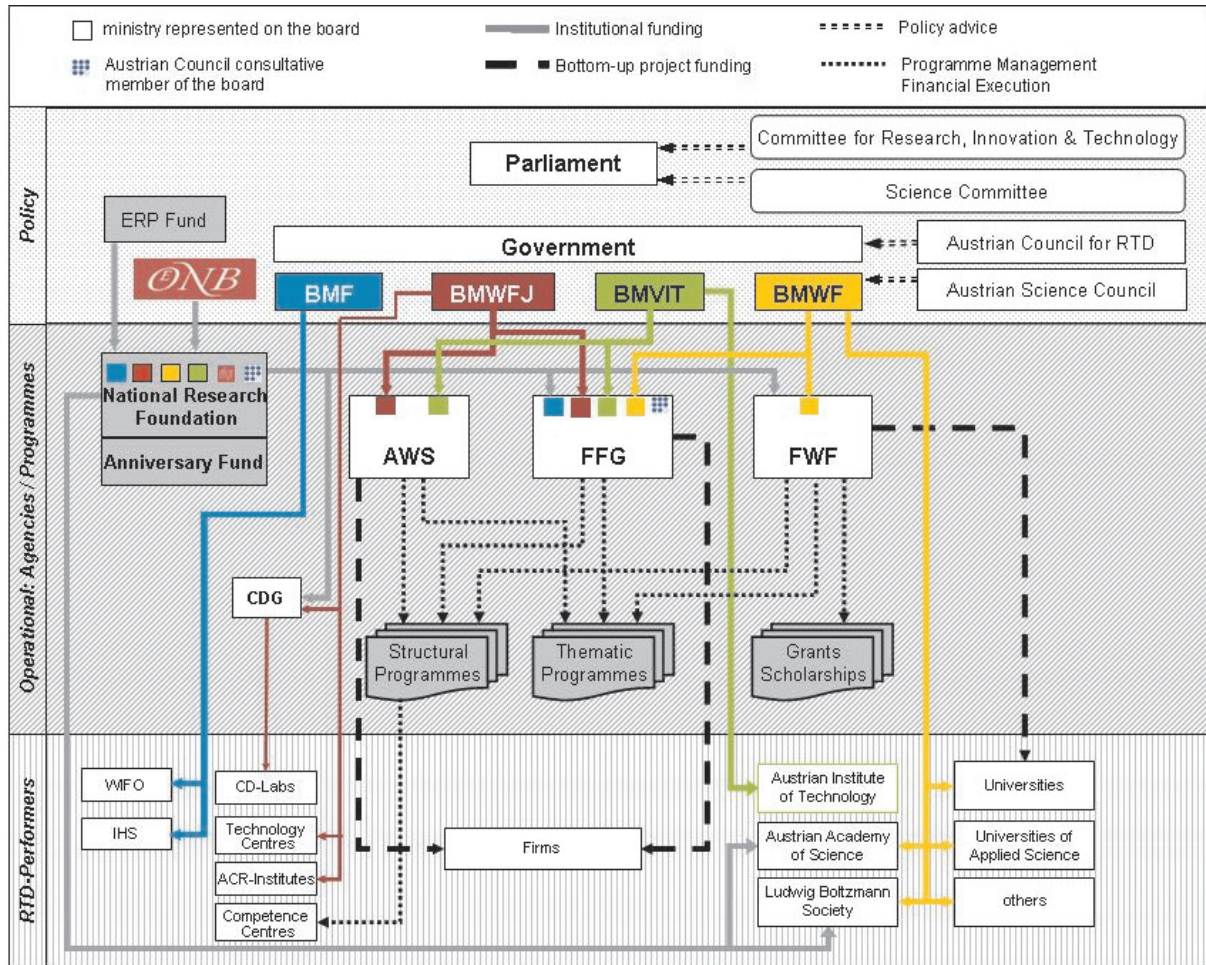 ministry represented on the board
Institutional funding
Policy advice
Austrian Council consultative
member of the board
Bottom-up project funding
Programme Management
Financial Execution
Policy
Committee for Research, Innovation & Technology
Parliament
Science Committee
ERP Fund
Government
Austrian Council for RTD
OeNB
BMF
BMWFJ
BMVIT
BMWF
Austrian Science Council
Operational: Agencies / Programmes
National Research
Foundation
Anniversary Fund
AWS
FFG
FWF
CDG
Structural
Programmes
Thematic
Programmes
Grants
Scholarships
RTD-Performers
WIFO
IHS
CD-Labs
Technology
Centres
ACR-Institutes
Competence
Centres
Firms
Austrian Institute
of Technology
Austrian Academy
of Science
Ludwig Boltzmann
Society
Universities
Universities of
Applied Science
others